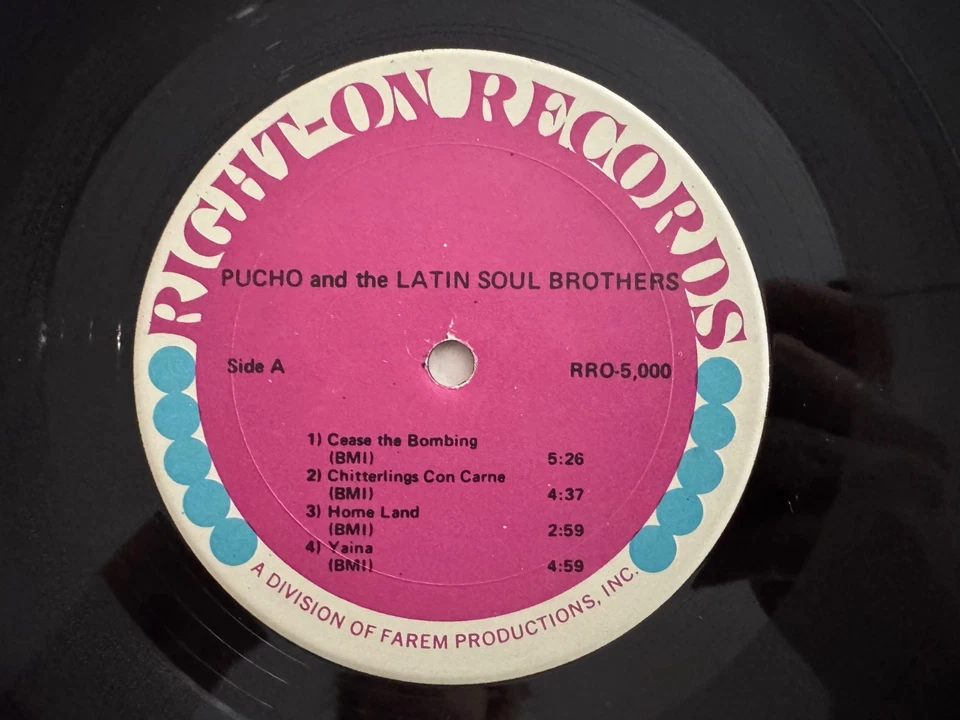 RIGHT-ON RECORDS
PUCHO and the LATIN SOUL BROTHERS
Side A RRO-5,000
1) Cease the Bombing
(BMI) 5:26
2) Chitterlings Con Carne
(BMI) 4:37
3) Home Land
(BMI) 2:59
4) Yaina
(BMI) 4:59
A DIVISION OF FAREM PRODUCTIONS, INC.